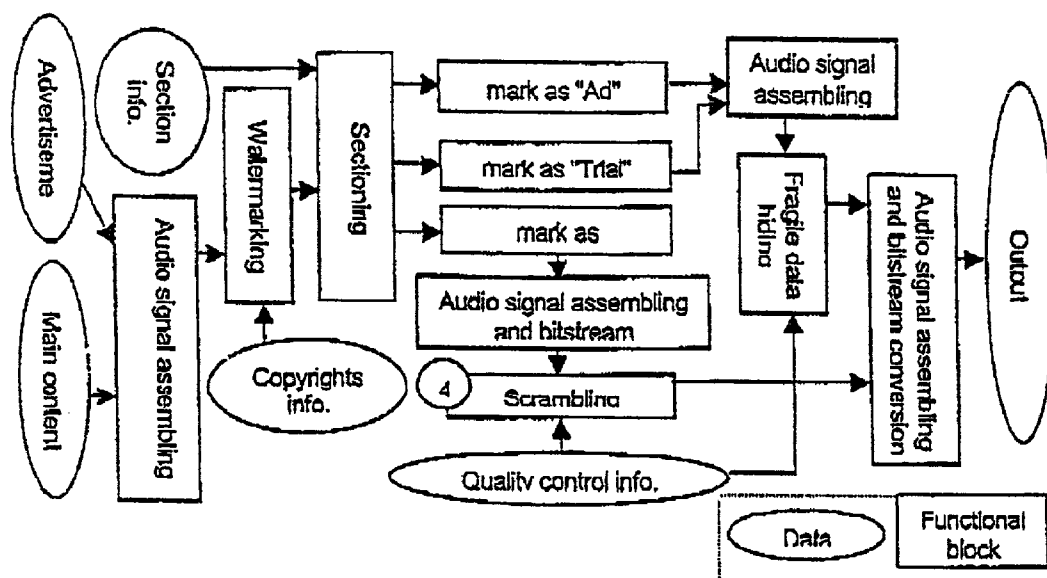 Advertiseme
Section
info.
Main content
Audio signal assembling
Watermarking
Copyrights
info.
Sectioning
mark as "Ad"
mark as "Trial"
mark as
Audio signal assembling
and bitstream
4
Scrambling
Quality control info.
Audio signal
assembling
Fragile data
hiding
Audio signal assembling
and bitstream conversion
Output
Data
Functional
block